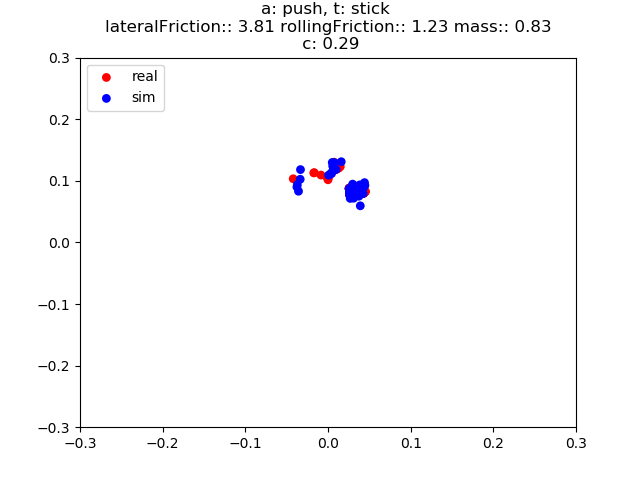 a: push, t: stick
lateralFriction:: 3.81 rollingFriction:: 1.23 mass:: 0.83
c: 0.29
real
sim
0.3
0.2
0.1
0.0
−0.1
−0.2
−0.3
−0.3 −0.2 −0.1 0.0 0.1 0.2 0.3